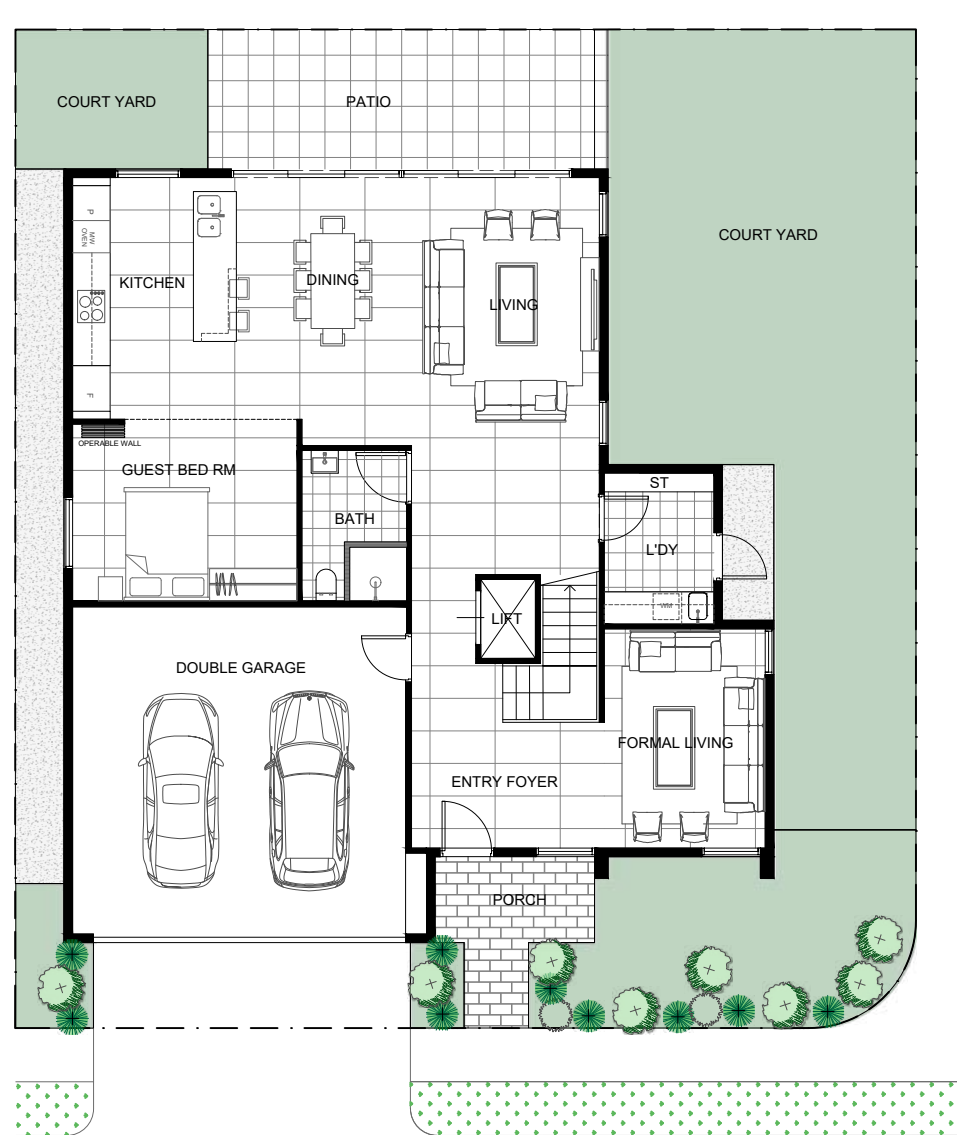 COURT YARD
PATIO
COURT YARD
P
MW
OVEN
KITCHEN
DINING
LIVING
F
OPERABLE WALL
GUEST BED RM
BATH
ST
L'DY
WM
LIFT
DOUBLE GARAGE
FORMAL LIVING
ENTRY FOYER
PORCH